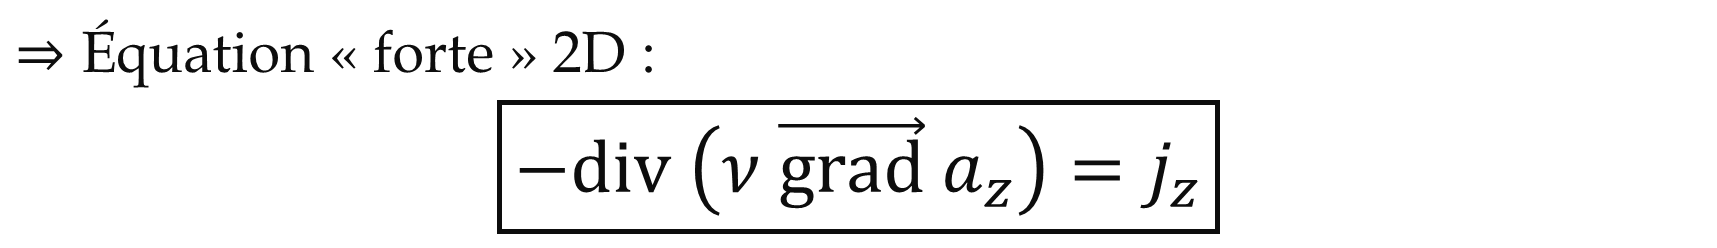 ⇒ Équation « forte » 2D :
−div (ν grad⃗ a_z) = j_z